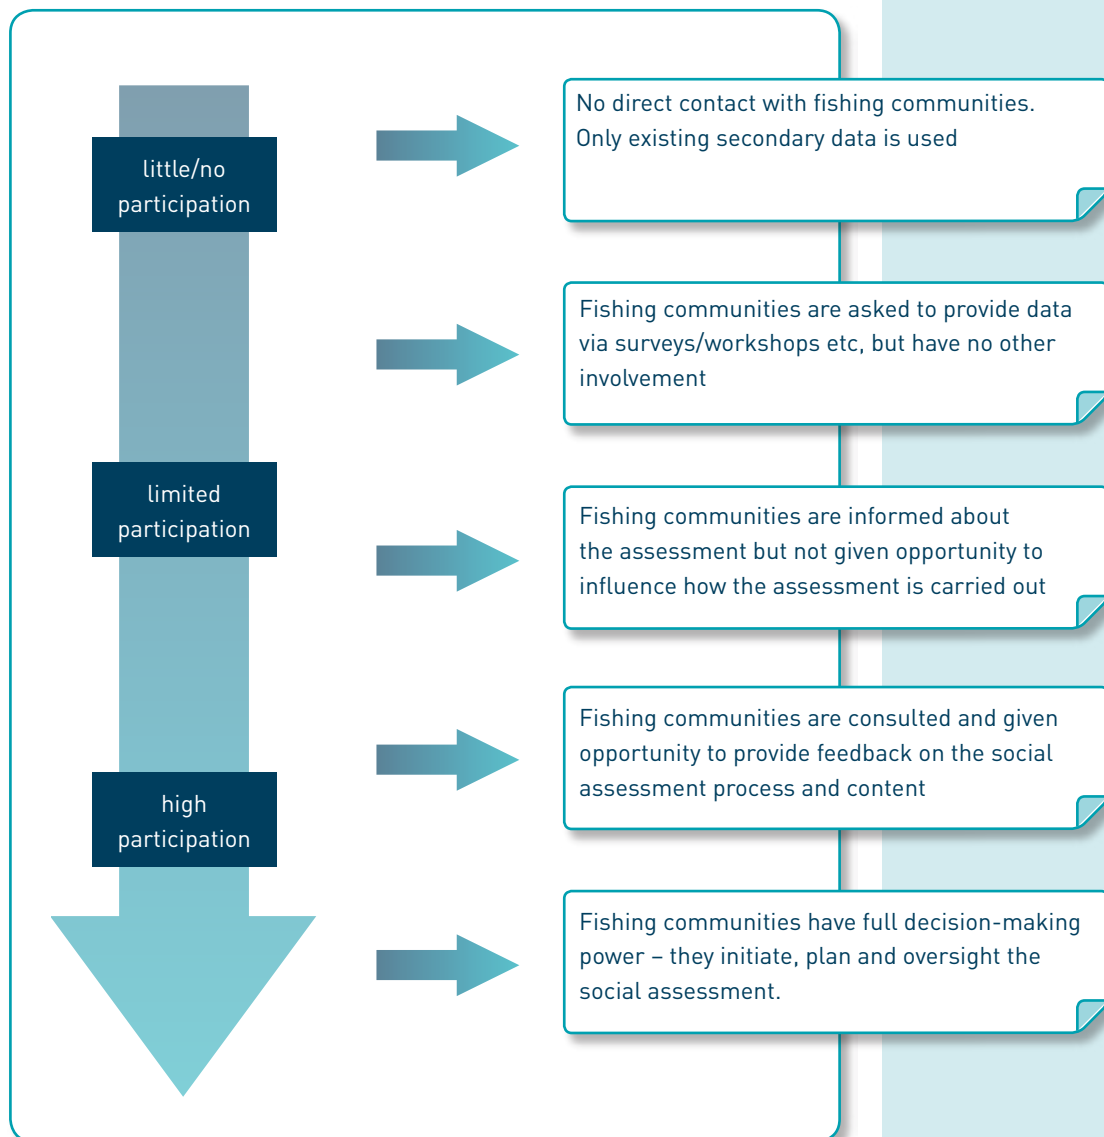 little/no
participation
No direct contact with fishing communities.
Only existing secondary data is used
Fishing communities are asked to provide data
via surveys/workshops etc, but have no other
involvement
limited
participation
Fishing communities are informed about
the assessment but not given opportunity to
influence how the assessment is carried out
Fishing communities are consulted and given
opportunity to provide feedback on the social
assessment process and content
high
participation
Fishing communities have full decision-making
power – they initiate, plan and oversight the
social assessment.